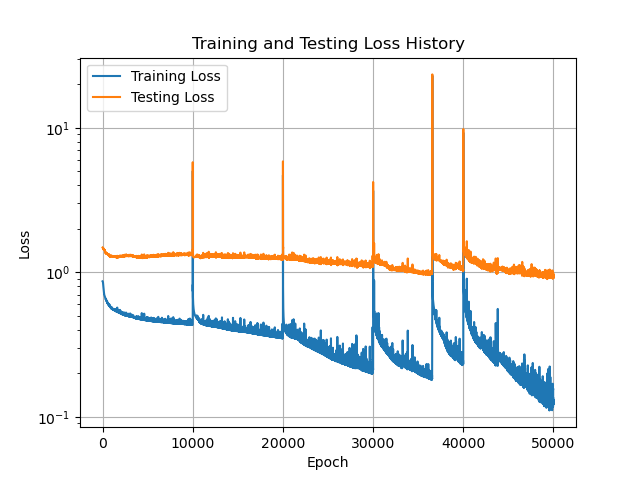 Training and Testing Loss History
Training Loss
Testing Loss
10¹
10⁰
10⁻¹
Loss
0 10000 20000 30000 40000 50000
Epoch